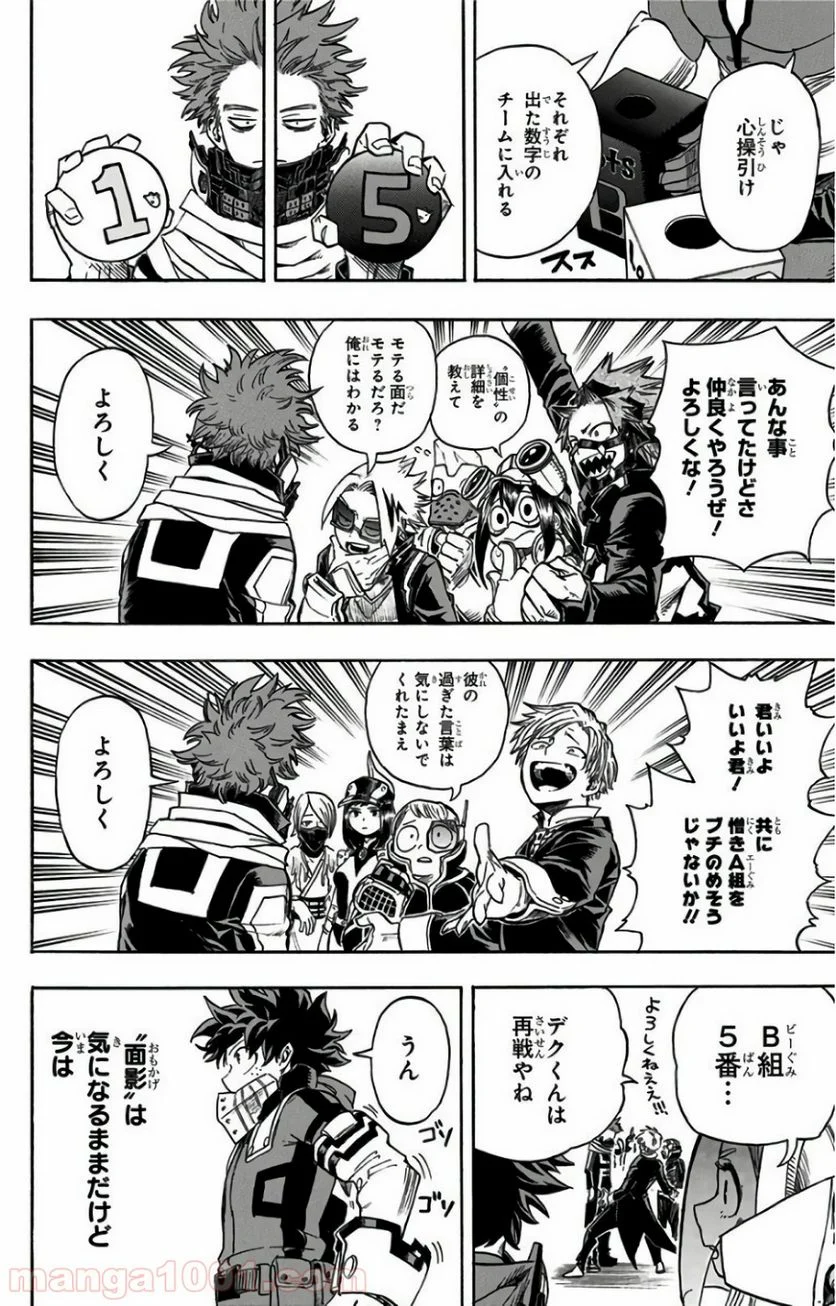 じゃ
心操引け
それぞれ
出た数字の
チームに入れる
ots
B
ズズ
5
1
あんな事
言ってたけどさ
仲良くやろうぜ!
よろしくな!
"個性"の
詳細を
教えて
モテる面だ
モテるだろ?
俺にはわかる
よろしく
君いいよ
いいよ君!
共に
憎きA組を
ブチのめそう
じゃないか!!
彼の
過ぎた言葉は
気にしないで
くれたまえ
よろしく
B組
5番…
よろしくねええ!!!
デクくんは
再戦やね
うん
ゴソ
ゴソ
"面影"は
気になるままだけど
今は
manga1001.com